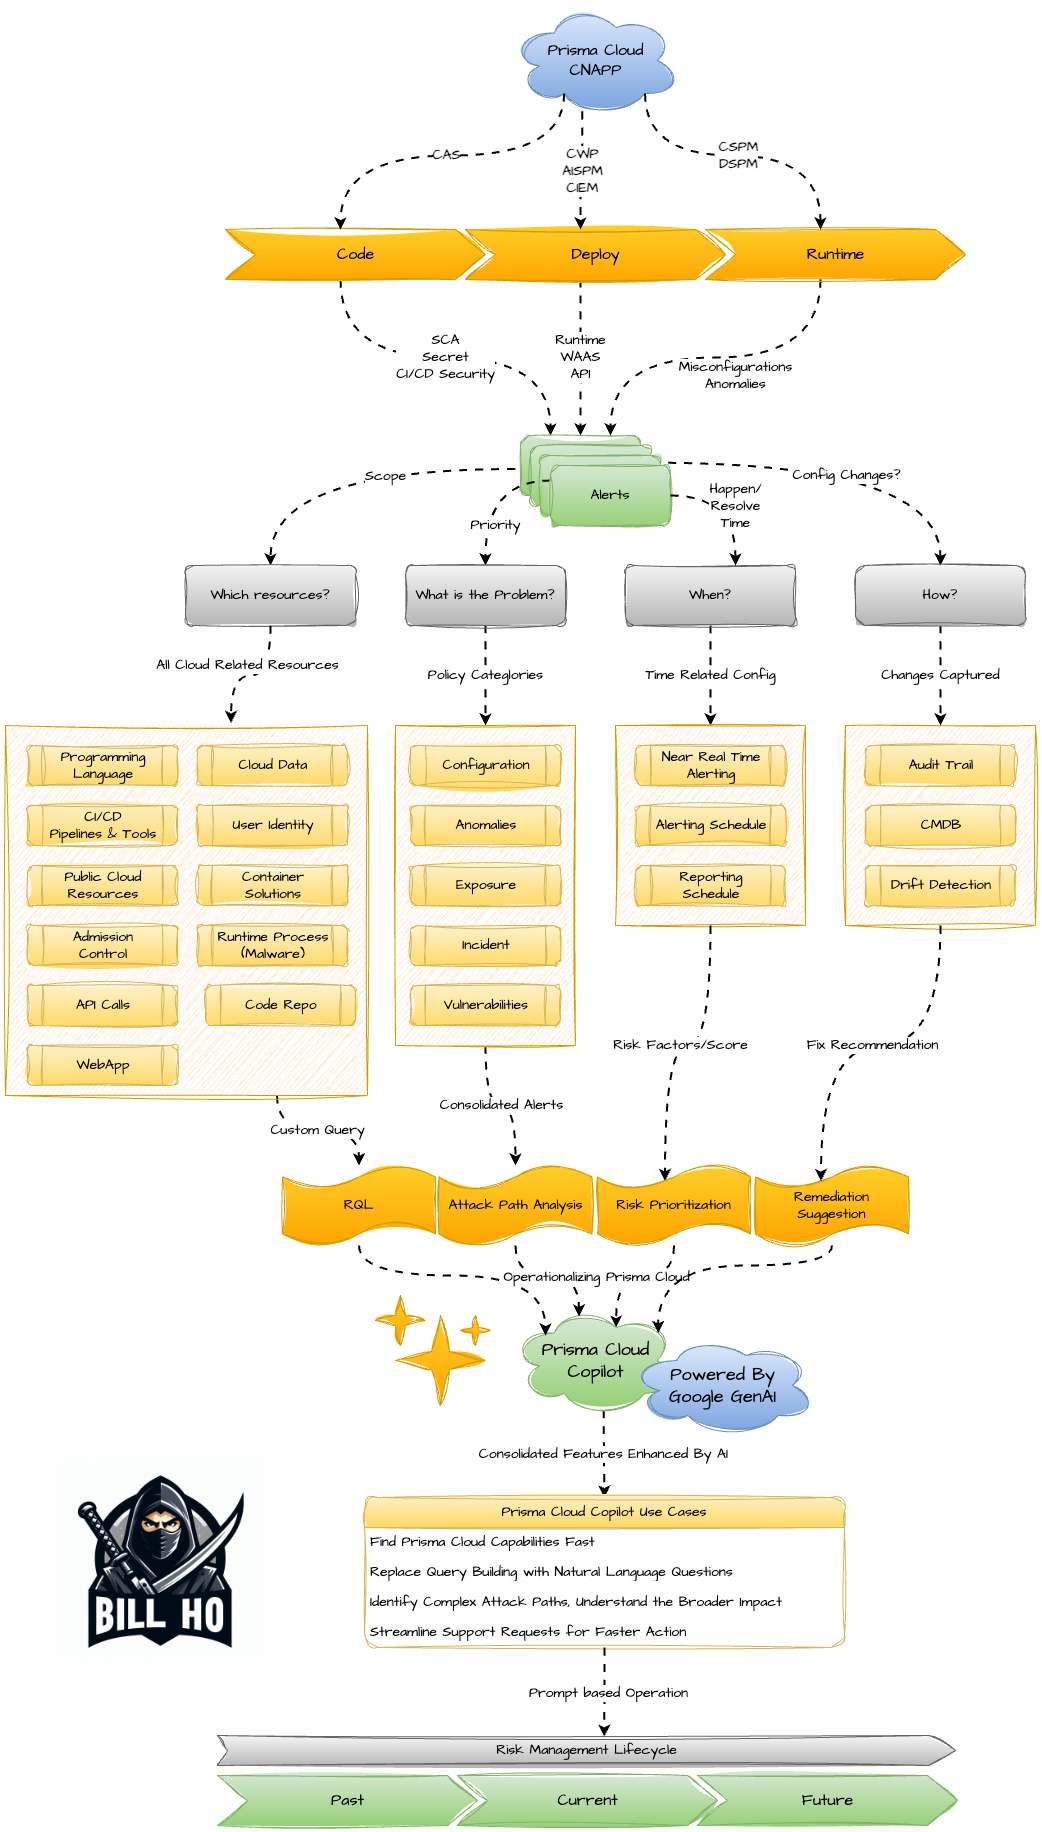 Prisma Cloud
CNAPP
CAS
CWP
AISPM
CIEM
CSPM
DSPM
Code
Deploy
Runtime
SCA
Secret
CI/CD Security
Runtime
WAAS
API
Misconfigurations
Anomalies
Alerts
Scope
Priority
Happen/
Resolve
Time
Config Changes?
Which resources?
What is the Problem?
When?
How?
All Cloud Related Resources
Policy Categlories
Time Related Config
Changes Captured
Programming
Language
Cloud Data
CI/CD
Pipelines & Tools
User Identity
Public Cloud
Resources
Container
Solutions
Admission
Control
Runtime Process
(Malware)
API Calls
Code Repo
WebApp
Configuration
Anomalies
Exposure
Incident
Vulnerabilities
Near Real Time
Alerting
Alerting Schedule
Reporting
Schedule
Audit Trail
CMDB
Drift Detection
Custom Query
Consolidated Alerts
Risk Factors/Score
Fix Recommendation
RQL
Attack Path Analysis
Risk Prioritization
Remediation
Suggestion
Operationalizing Prisma Cloud
Prisma Cloud
Copilot
Powered By
Google GenAI
Consolidated Features Enhanced By AI
Prisma Cloud Copilot Use Cases
Find Prisma Cloud Capabilities Fast
Replace Query Building with Natural Language Questions
Identify Complex Attack Paths, Understand the Broader Impact
Streamline Support Requests for Faster Action
BILL HO
Prompt based Operation
Risk Management Lifecycle
Past
Current
Future